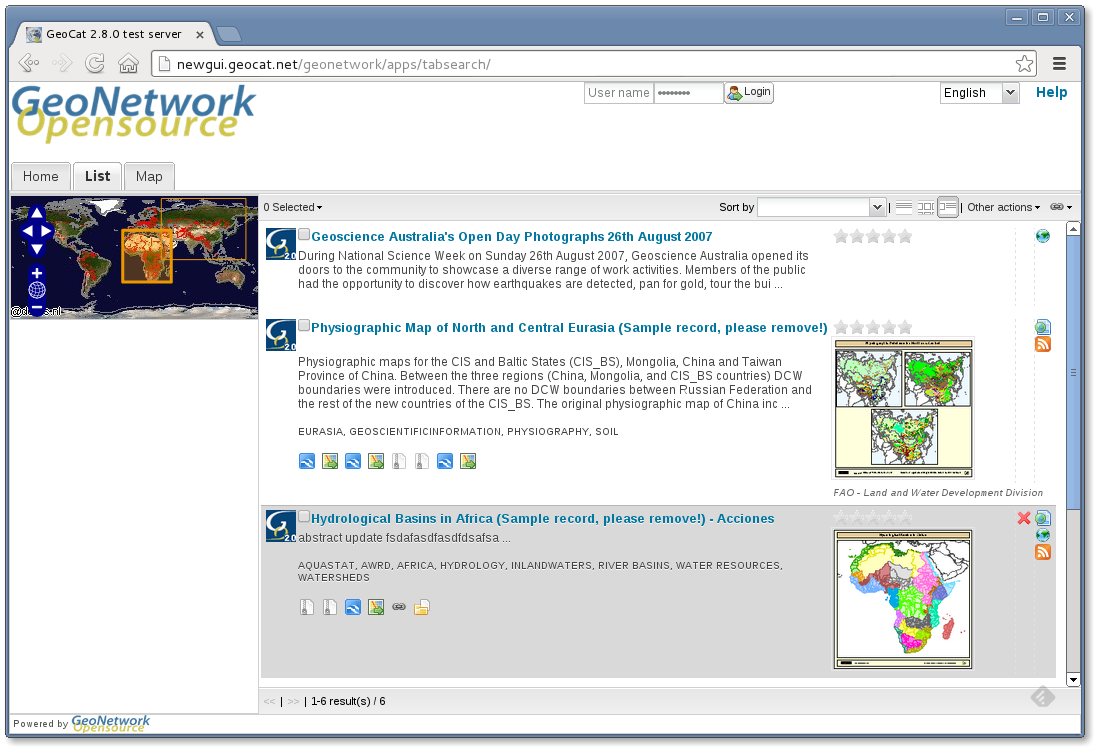 GeoCat 2.8.0 test server
newgui.geocat.net/geonetwork/apps/tabsearch/
GeoNetwork
Opensource
User name
Login
English
Help
Home
List
Map
0 Selected
Sort by
Other actions
2.0
Geoscience Australia's Open Day Photographs 26th August 2007
During National Science Week on Sunday 26th August 2007, Geoscience Australia opened its
doors to the community to showcase a diverse range of work activities. Members of the public
had the opportunity to discover how earthquakes are detected, pan for gold, tour the bui ...
2.0
Physiographic Map of North and Central Eurasia (Sample record, please remove!)
Physiographic maps for the CIS and Baltic States (CIS_BS), Mongolia, China and Taiwan
Province of China. Between the three regions (China, Mongolia, and CIS_BS countries) DCW
boundaries were introduced. There are no DCW boundaries between Russian Federation and
the rest of the new countries of the CIS_BS. The original physiographic map of China inc ...
EURASIA, GEOSCIENTIFICINFORMATION, PHYSIOGRAPHY, SOIL
FAO - Land and Water Development Division
2.0
Hydrological Basins in Africa (Sample record, please remove!) - Acciones
abstract update fsdafasdfasdfdsafsa ...
AQUASTAT, AWRD, AFRICA, HYDROLOGY, INLANDWATERS, RIVER BASINS, WATER RESOURCES,
WATERSHEDS
<< | >> | 1-6 result(s) / 6
Powered by GeoNetwork
Opensource